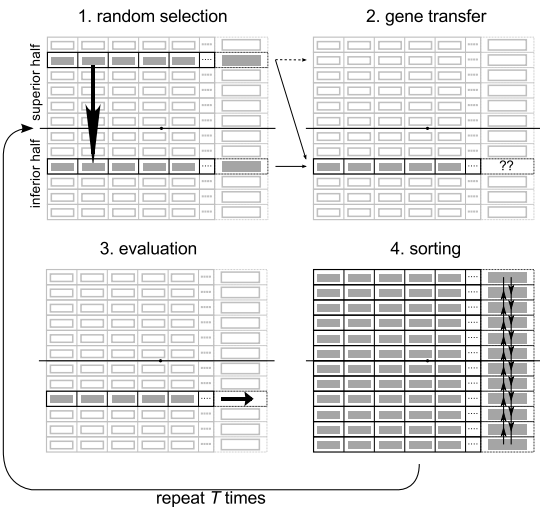 1. random selection
2. gene transfer
superior half
inferior half
??
3. evaluation
4. sorting
repeat T times